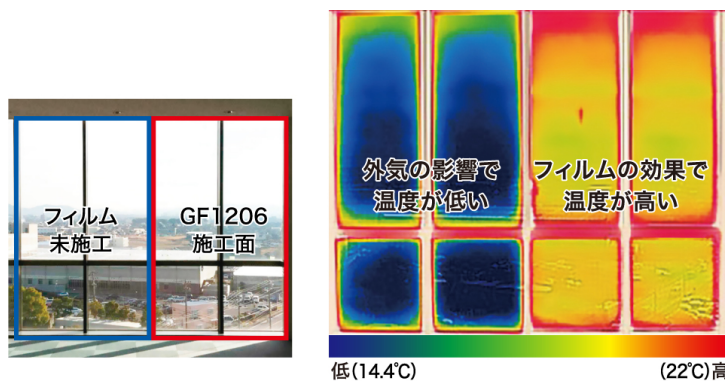 フィルム
未施工
GF1206
施工面
外気の影響で
温度が低い
フィルムの効果で
温度が高い
低(14.4℃)
(22℃)高